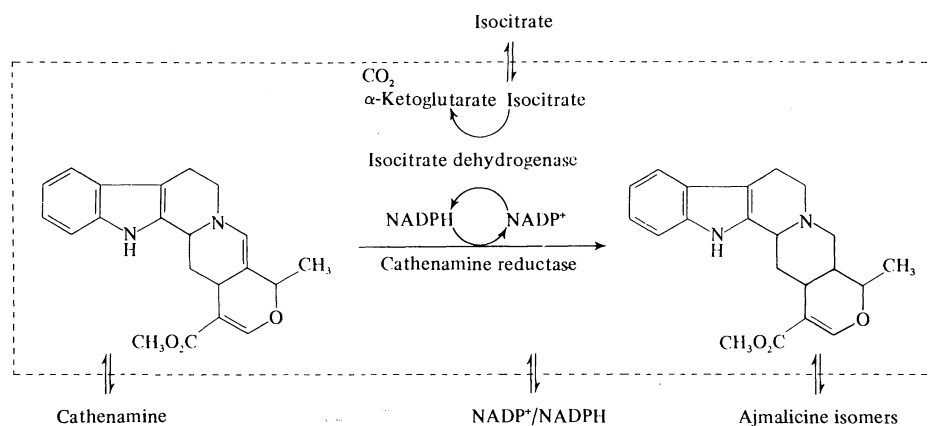 Isocitrate
CO₂
α-Ketoglutarate Isocitrate
Isocitrate dehydrogenase
NADPH NADP⁺
Cathenamine reductase
N
N
H
CH₃
O
CH₃O₂C
N
N
H
CH₃
O
CH₃O₂C
Cathenamine
NADP⁺/NADPH
Ajmalicine isomers